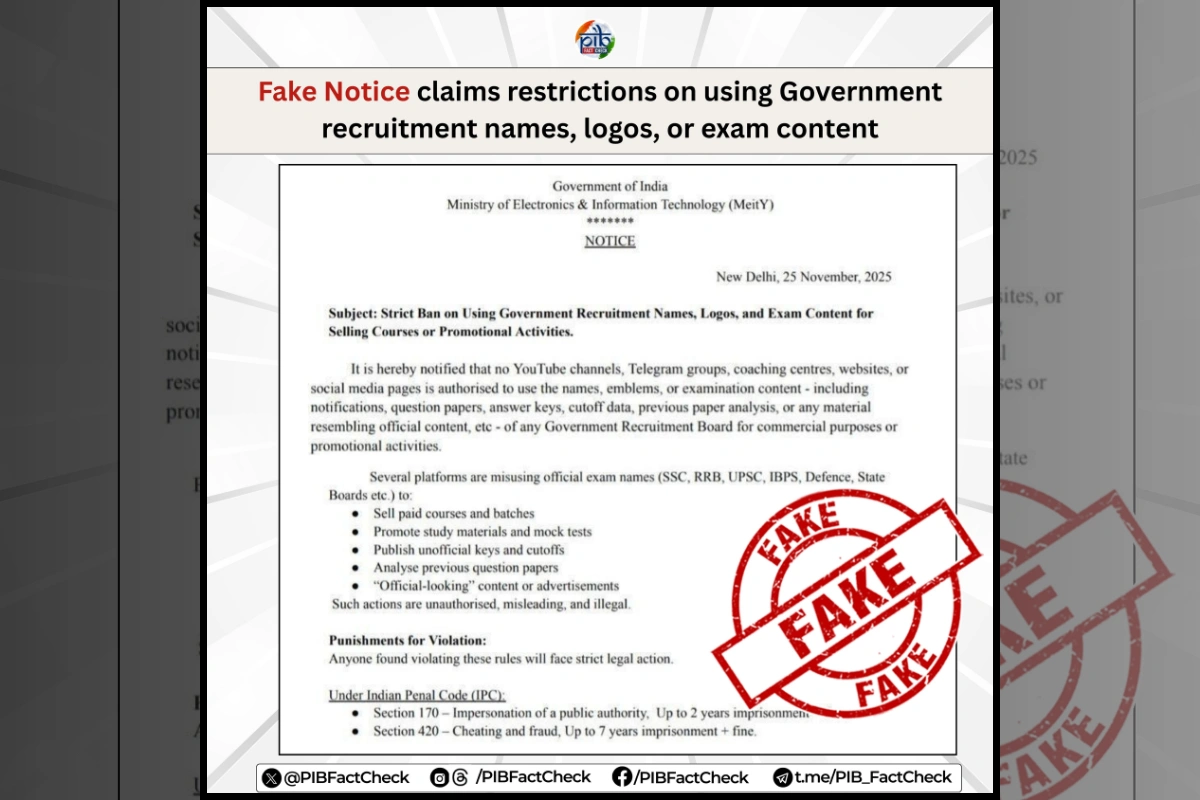 pib
FACT CHECK
Fake Notice claims restrictions on using Government
recruitment names, logos, or exam content
Government of India
Ministry of Electronics & Information Technology (MeitY)
*******
NOTICE
New Delhi, 25 November, 2025
Subject: Strict Ban on Using Government Recruitment Names, Logos, and Exam Content for
Selling Courses or Promotional Activities.
It is hereby notified that no YouTube channels, Telegram groups, coaching centres, websites, or
social media pages is authorised to use the names, emblems, or examination content - including
notifications, question papers, answer keys, cutoff data, previous paper analysis, or any material
resembling official content, etc - of any Government Recruitment Board for commercial purposes or
promotional activities.
Several platforms are misusing official exam names (SSC, RRB, UPSC, IBPS, Defence, State
Boards etc.) to:
● Sell paid courses and batches
● Promote study materials and mock tests
● Publish unofficial keys and cutoffs
● Analyse previous question papers
● “Official-looking” content or advertisements
Such actions are unauthorised, misleading, and illegal.
FAKE
FAKE
FAKE
Punishments for Violation:
Anyone found violating these rules will face strict legal action.
Under Indian Penal Code (IPC):
● Section 170 – Impersonation of a public authority, Up to 2 years imprisonment
● Section 420 – Cheating and fraud, Up to 7 years imprisonment + fine.
@PIBFactCheck /PIBFactCheck /PIBFactCheck t.me/PIB_FactCheck